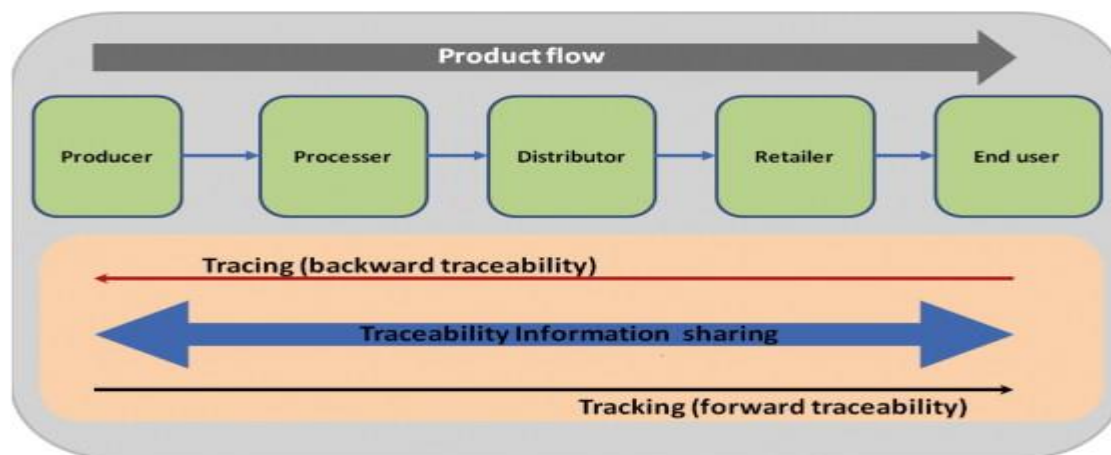 Product flow
Producer
Processer
Distributor
Retailer
End user
Tracing (backward traceability)
Traceability Information sharing
Tracking (forward traceability)